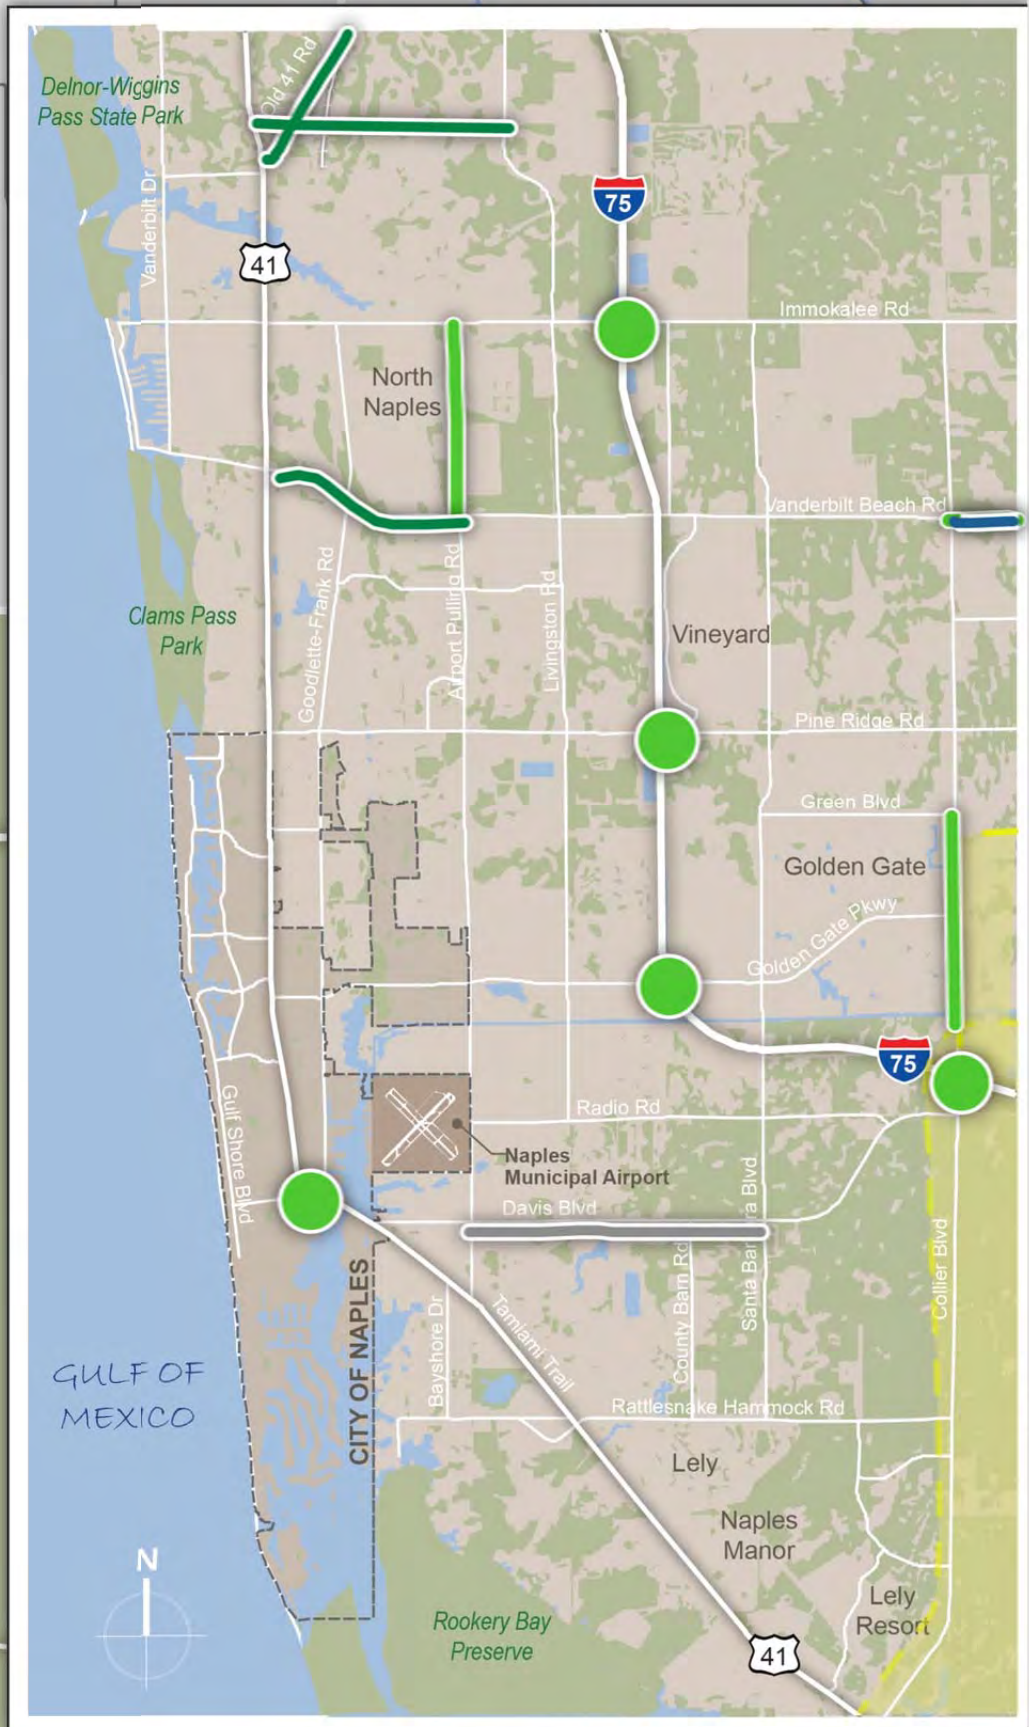 Old 41 Rd
Delnor-Wiggins
Pass State Park
75
Vanderbilt Dr
41
Immokalee Rd
North
Naples
Vanderbilt Beach Rd
Goodlette-Frank Rd
Airport Pulling Rd
Livingston Rd
Clams Pass
Park
Vineyard
Pine Ridge Rd
Green Blvd
Golden Gate
Golden Gate Pkwy
75
Gulf Shore Blvd
Radio Rd
Naples
Municipal Airport
Davis Blvd
CITY OF NAPLES
Bayshore Dr
Tamiami Trail
County Barn Rd
Santa Barbara Blvd
Collier Blvd
GULF OF
MEXICO
Rattlesnake Hammock Rd
Lely
Naples
Manor
N
Lely
Resort
Rookery Bay
Preserve
41